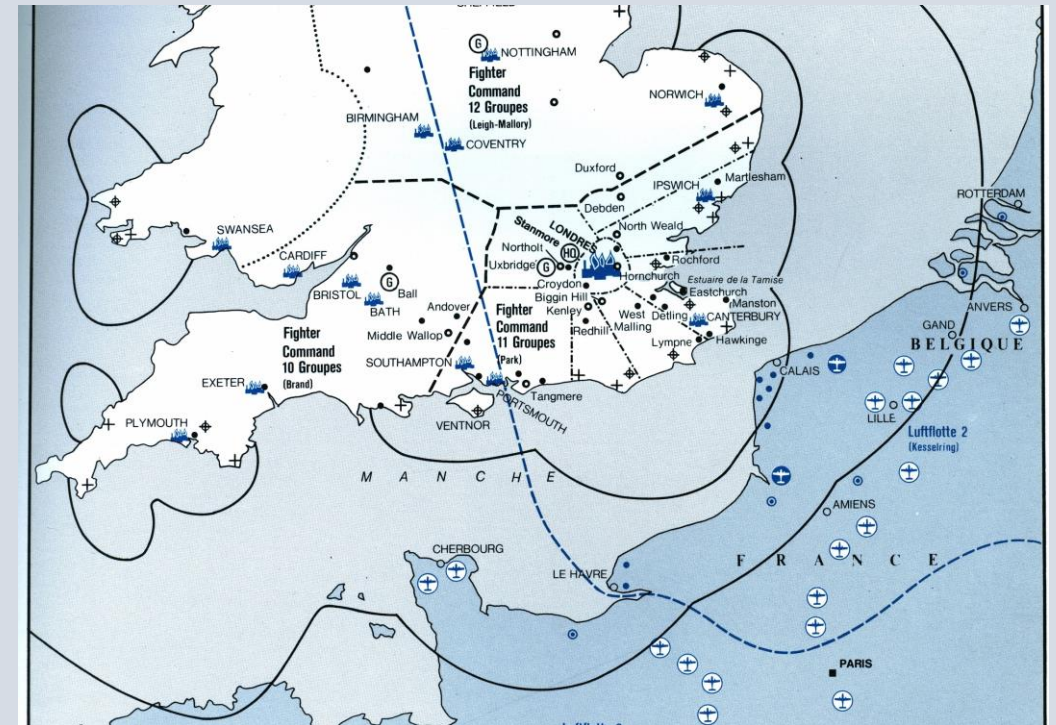 SHEFFIELD
G
NOTTINGHAM
Fighter
Command
12 Groupes
(Leigh-Mallory)
NORWICH
BIRMINGHAM
COVENTRY
Duxford
IPSWICH
Martlesham
Debden
ROTTERDAM
SWANSEA
CARDIFF
Stanmore
LONDRES
North Weald
Northolt
HQ
Uxbridge
G
Rochford
Hornchurch
Estuaire de la Tamise
BRISTOL
BATH
G
Ball
Croydon
Biggin Hill
Kenley
Eastchurch
Manston
Andover
Middle Wallop
Fighter
Command
11 Groupes
(Park)
Redhill
West
Malling
Detling
CANTERBURY
Lympne
Hawkinge
ANVERS
GAND
BELGIQUE
Fighter
Command
10 Groupes
(Brand)
SOUTHAMPTON
EXETER
PORTSMOUTH
Tangmere
CALAIS
LILLE
PLYMOUTH
VENTNOR
Luftflotte 2
(Kesselring)
MANCHE
AMIENS
CHERBOURG
FRANCE
LE HAVRE
PARIS